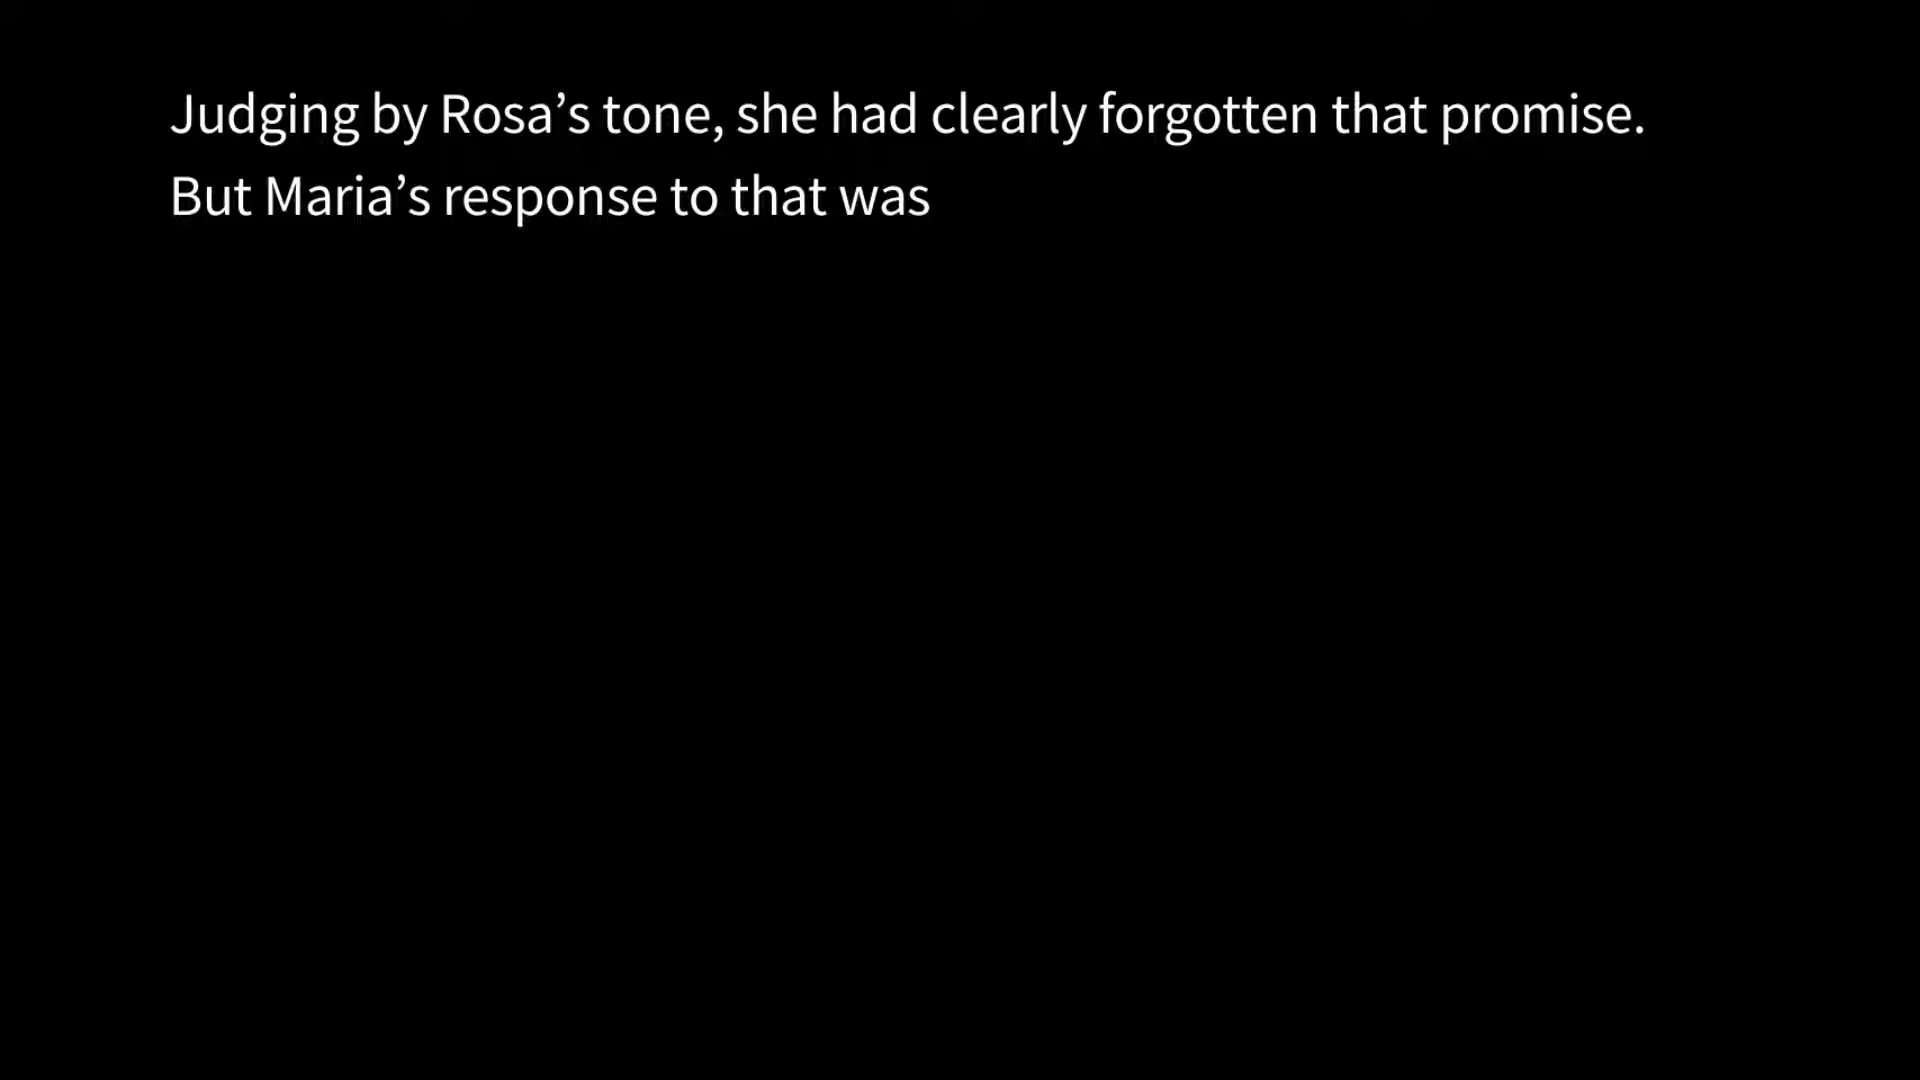 Judging by Rosa’s tone, she had clearly forgotten that promise.
But Maria’s response to that was